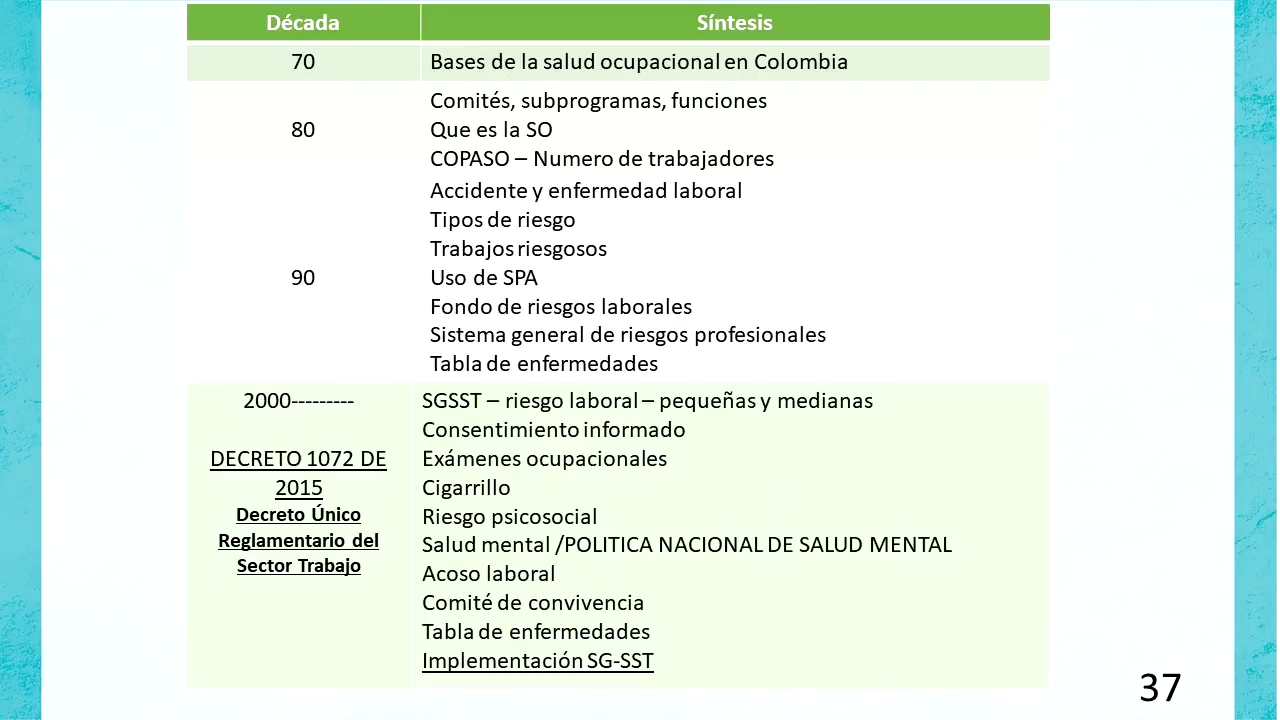 Década Síntesis
70 Bases de la salud ocupacional en Colombia
Comités, subprogramas, funciones
80 Que es la SO
COPASO – Numero de trabajadores
Accidente y enfermedad laboral
Tipos de riesgo
Trabajos riesgosos
90 Uso de SPA
Fondo de riesgos laborales
Sistema general de riesgos profesionales
Tabla de enfermedades
2000---------
DECRETO 1072 DE
2015
Decreto Único
Reglamentario del
Sector Trabajo
SGSST – riesgo laboral – pequeñas y medianas
Consentimiento informado
Exámenes ocupacionales
Cigarrillo
Riesgo psicosocial
Salud mental /POLITICA NACIONAL DE SALUD MENTAL
Acoso laboral
Comité de convivencia
Tabla de enfermedades
Implementación SG-SST
37